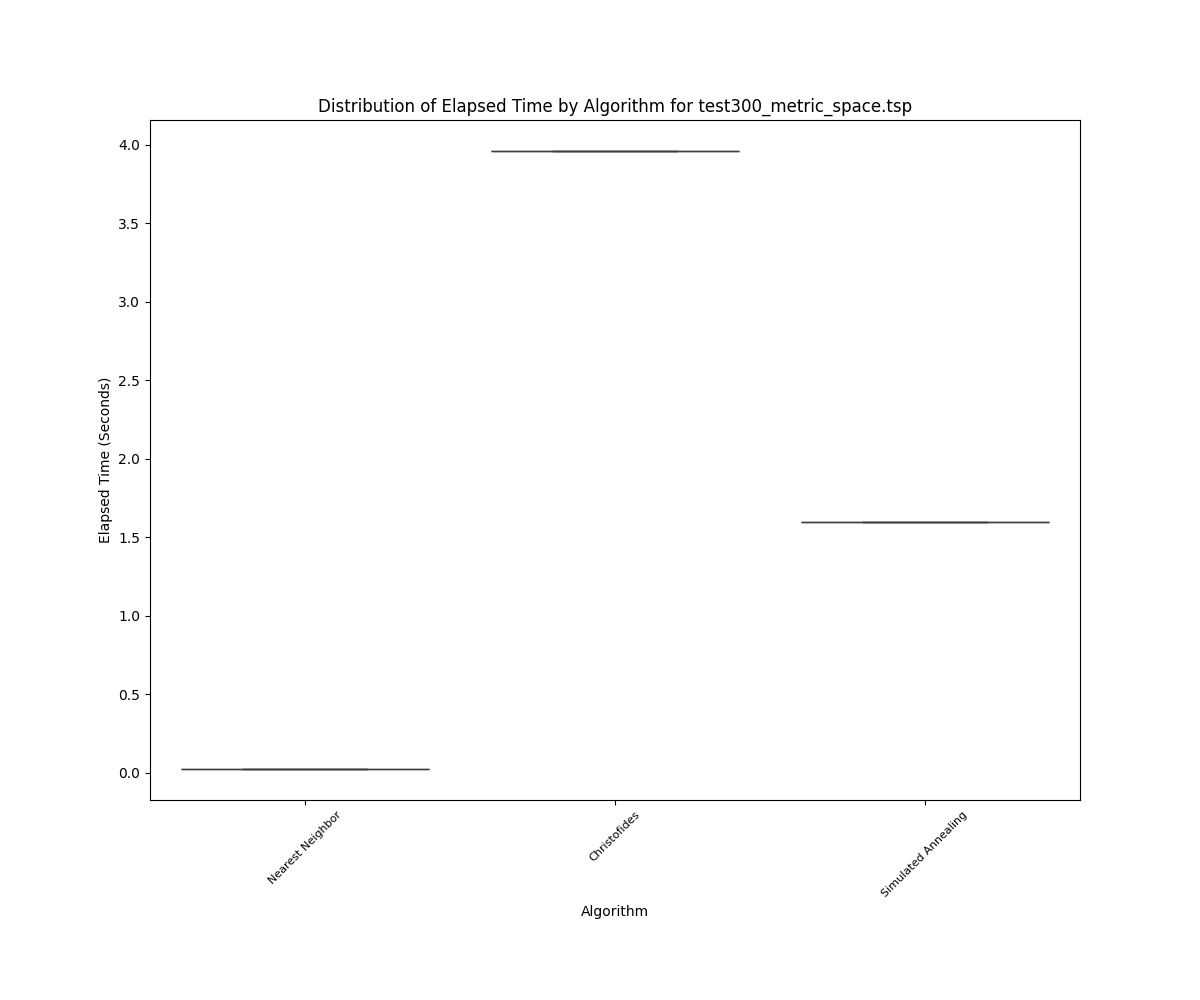 Distribution of Elapsed Time by Algorithm for test300_metric_space.tsp
4.0
3.5
3.0
2.5
2.0
1.5
1.0
0.5
0.0
Elapsed Time (Seconds)
Nearest Neighbor
Christofides
Simulated Annealing
Algorithm